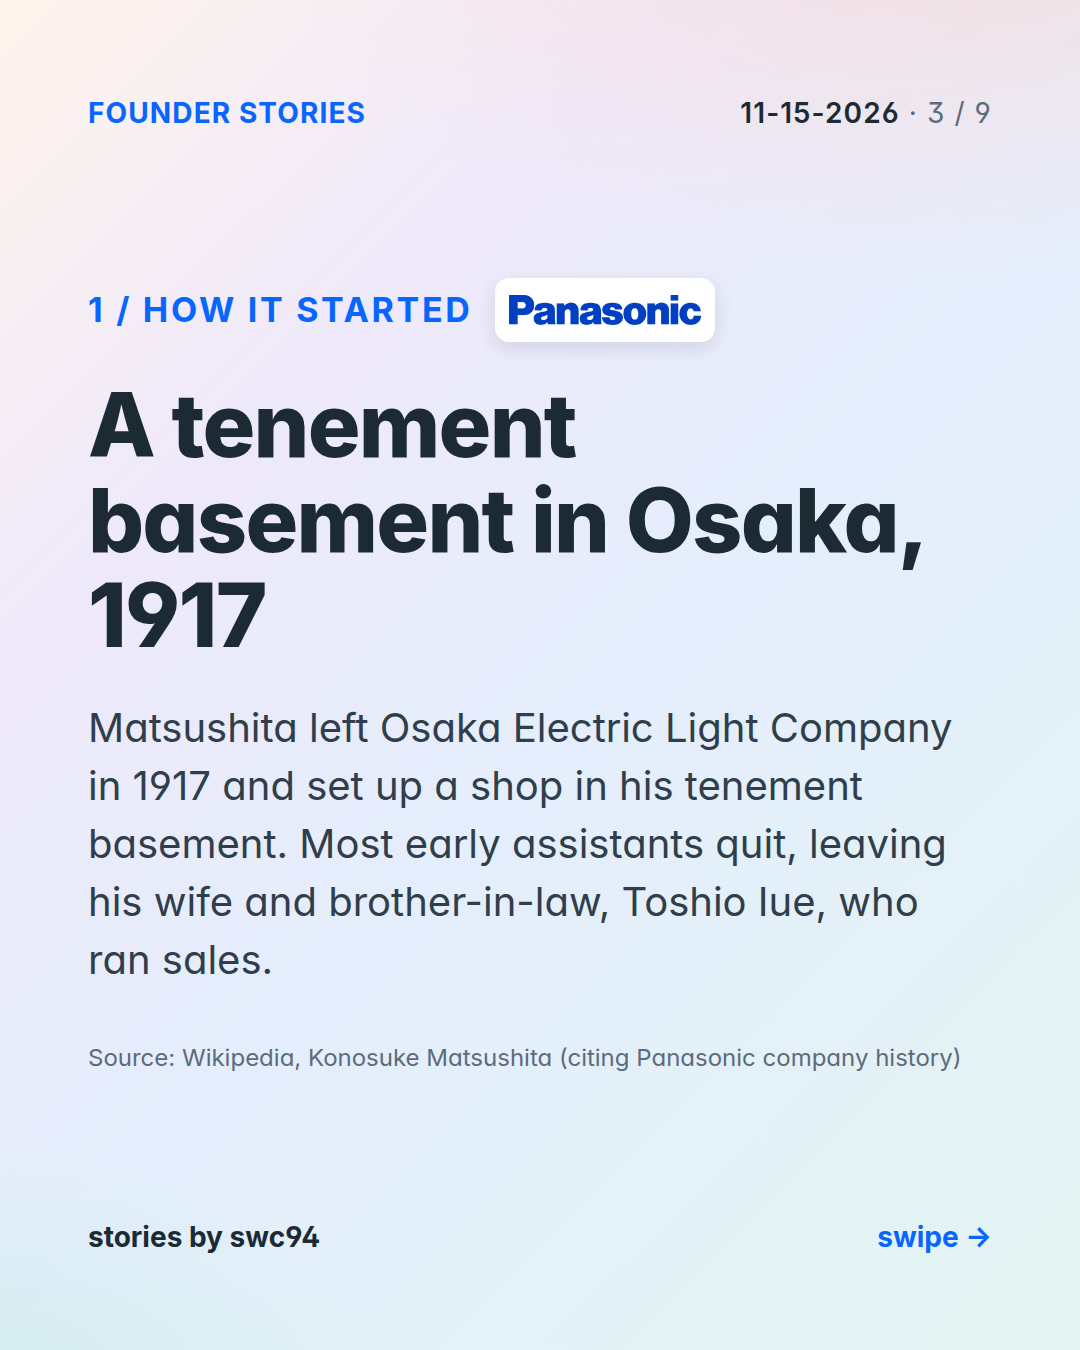 FOUNDER STORIES
11-15-2026 · 3 / 9
1 / HOW IT STARTED
Panasonic
A tenement
basement in Osaka,
1917
Matsushita left Osaka Electric Light Company
in 1917 and set up a shop in his tenement
basement. Most early assistants quit, leaving
his wife and brother-in-law, Toshio Iue, who
ran sales.
Source: Wikipedia, Konosuke Matsushita (citing Panasonic company history)
stories by swc94
swipe →